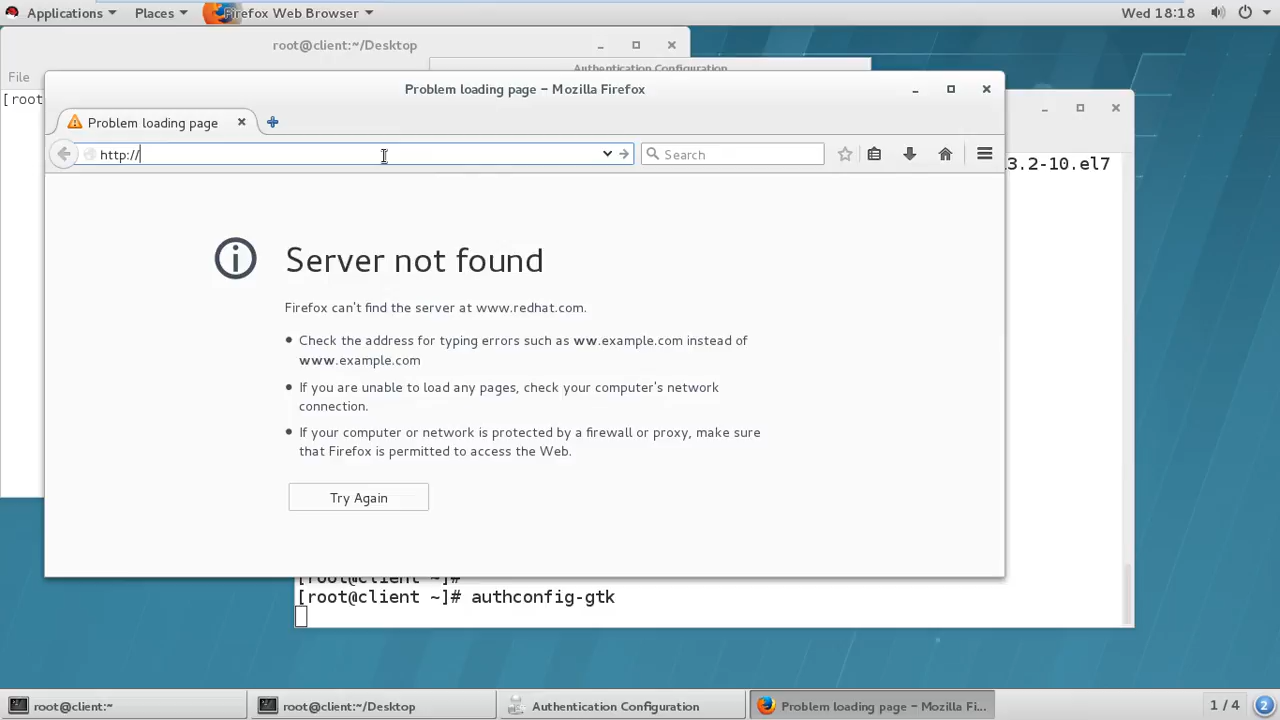 Applications Places Firefox Web Browser Wed 18:18
root@client:~/Desktop
File
Authentication Configuration
[root
Problem loading page – Mozilla Firefox
Problem loading page
http:// Search
3.2-10.el7
Server not found
Firefox can't find the server at www.redhat.com.
Check the address for typing errors such as ww.example.com instead of
www.example.com
If you are unable to load any pages, check your computer's network
connection.
If your computer or network is protected by a firewall or proxy, make sure
that Firefox is permitted to access the Web.
Try Again
[root@client ~]#
[root@client ~]# authconfig-gtk
root@client:~ root@client:~/Desktop Authentication Configuration Problem loading page – Mozilla Fi... 1 / 4 2